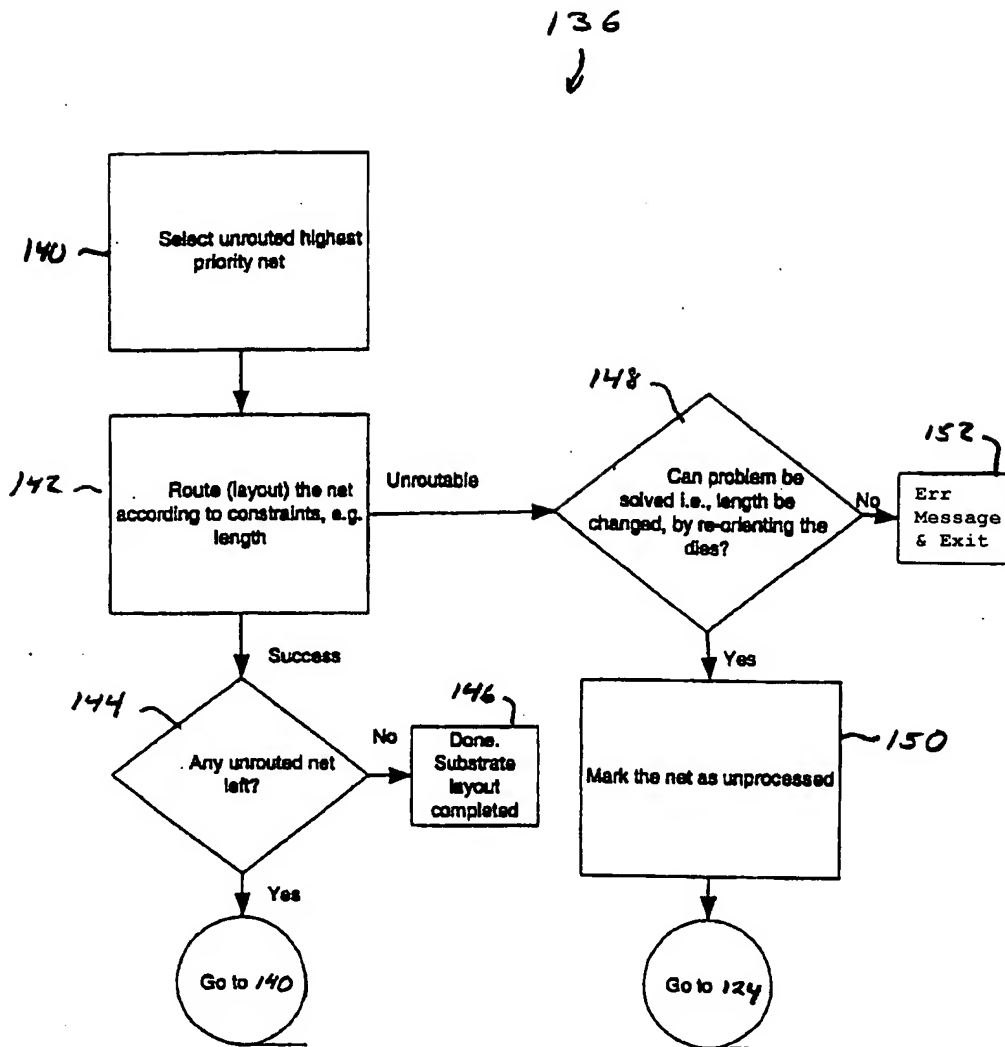 136
140
Select unrouted highest
priority net
142
Route (layout) the net
according to constraints, e.g.
length
Unroutable
148
Can problem be
solved i.e., length be
changed, by re-orienting the
dies?
No
152
Err
Message
& Exit
Success
Yes
144
Any unrouted net
left?
No
146
Done.
Substrate
layout
completed
150
Mark the net as unprocessed
Yes
Go to 140
Go to 124